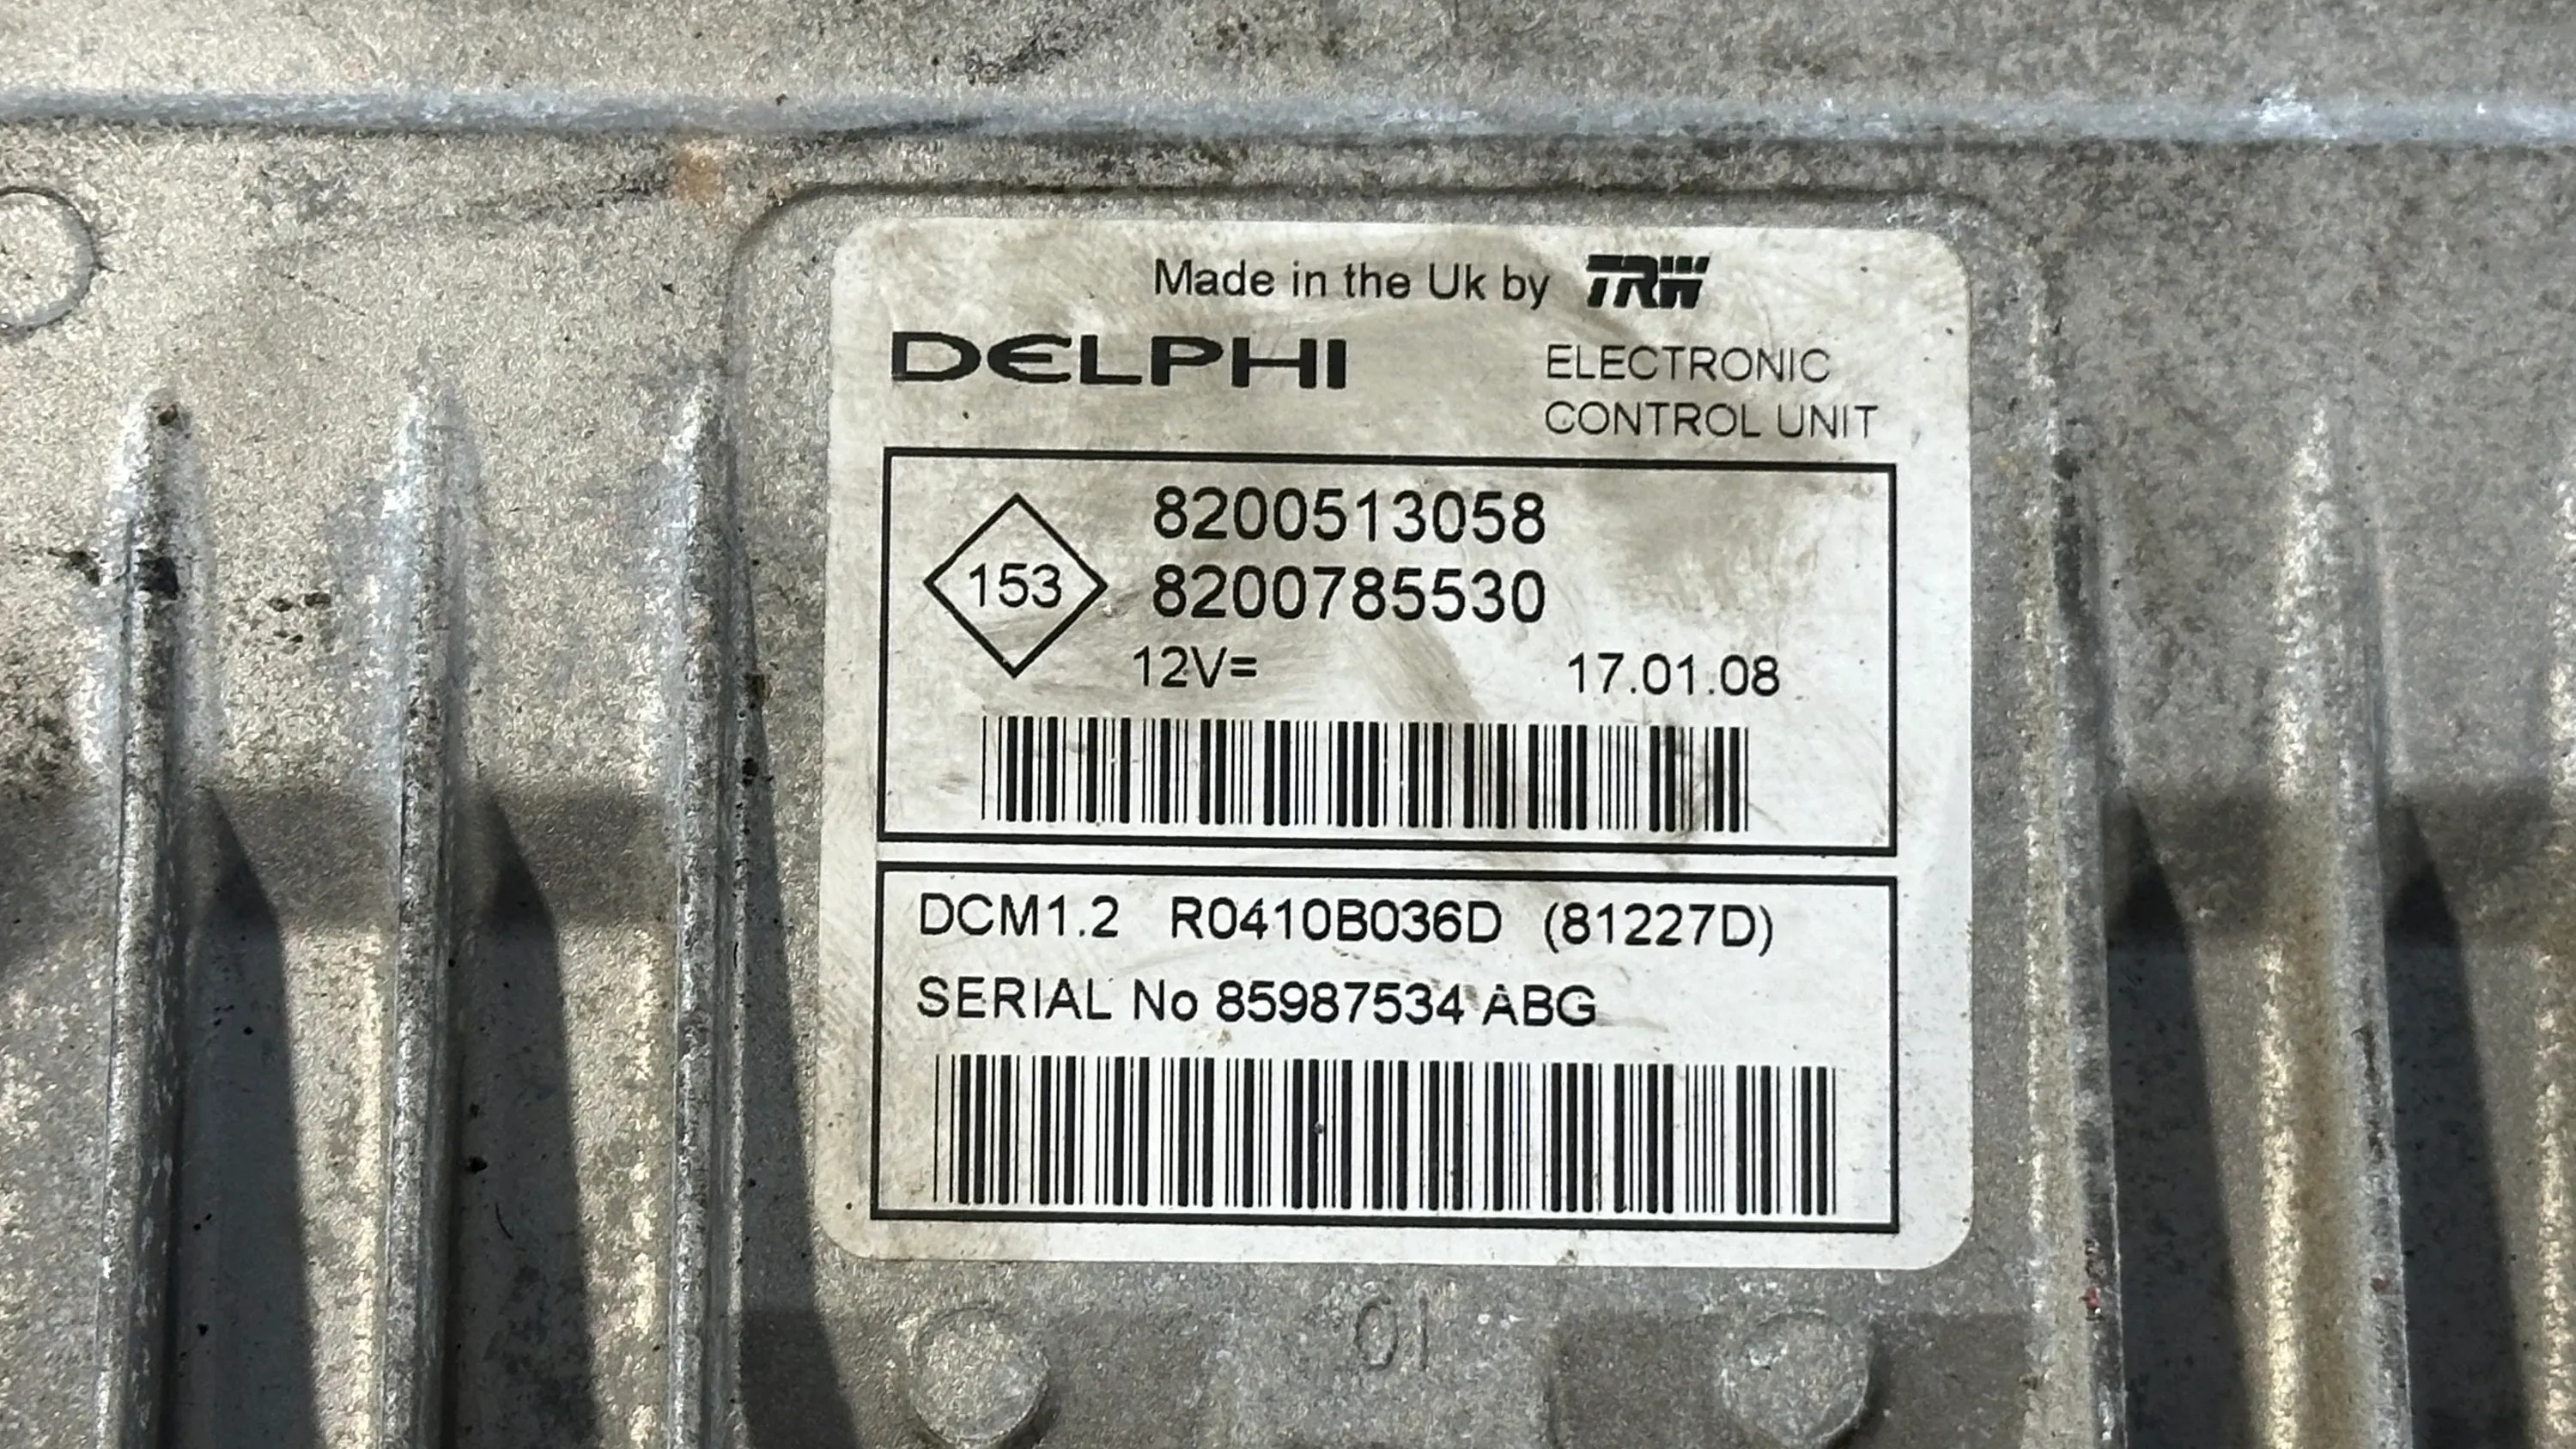 Made in the Uk by TRW
DELPHI
ELECTRONIC
CONTROL UNIT
153
8200513058
8200785530
12V=
17.01.08
DCM1.2 R0410B036D (81227D)
SERIAL No 85987534 ABG
01